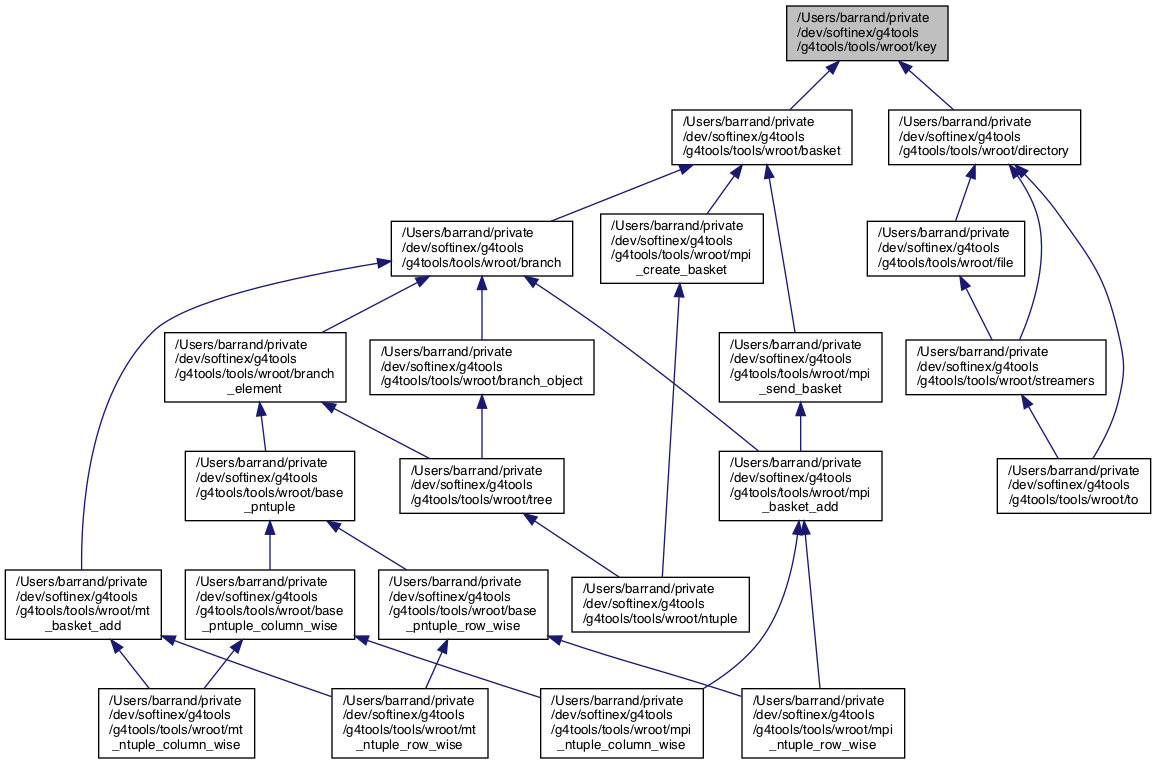 /Users/barrand/private
/dev/softinex/g4tools
/g4tools/tools/wroot/key
/Users/barrand/private
/dev/softinex/g4tools
/g4tools/tools/wroot/basket
/Users/barrand/private
/dev/softinex/g4tools
/g4tools/tools/wroot/directory
/Users/barrand/private
/dev/softinex/g4tools
/g4tools/tools/wroot/branch
/Users/barrand/private
/dev/softinex/g4tools
/g4tools/tools/wroot/mpi
_create_basket
/Users/barrand/private
/dev/softinex/g4tools
/g4tools/tools/wroot/file
/Users/barrand/private
/dev/softinex/g4tools
/g4tools/tools/wroot/branch
_element
/Users/barrand/private
/dev/softinex/g4tools
/g4tools/tools/wroot/branch_object
/Users/barrand/private
/dev/softinex/g4tools
/g4tools/tools/wroot/mpi
_send_basket
/Users/barrand/private
/dev/softinex/g4tools
/g4tools/tools/wroot/streamers
/Users/barrand/private
/dev/softinex/g4tools
/g4tools/tools/wroot/base
_pntuple
/Users/barrand/private
/dev/softinex/g4tools
/g4tools/tools/wroot/tree
/Users/barrand/private
/dev/softinex/g4tools
/g4tools/tools/wroot/mpi
_basket_add
/Users/barrand/private
/dev/softinex/g4tools
/g4tools/tools/wroot/to
/Users/barrand/private
/dev/softinex/g4tools
/g4tools/tools/wroot/mt
_basket_add
/Users/barrand/private
/dev/softinex/g4tools
/g4tools/tools/wroot/base
_pntuple_column_wise
/Users/barrand/private
/dev/softinex/g4tools
/g4tools/tools/wroot/base
_pntuple_row_wise
/Users/barrand/private
/dev/softinex/g4tools
/g4tools/tools/wroot/ntuple
/Users/barrand/private
/dev/softinex/g4tools
/g4tools/tools/wroot/mt
_ntuple_column_wise
/Users/barrand/private
/dev/softinex/g4tools
/g4tools/tools/wroot/mt
_ntuple_row_wise
/Users/barrand/private
/dev/softinex/g4tools
/g4tools/tools/wroot/mpi
_ntuple_column_wise
/Users/barrand/private
/dev/softinex/g4tools
/g4tools/tools/wroot/mpi
_ntuple_row_wise